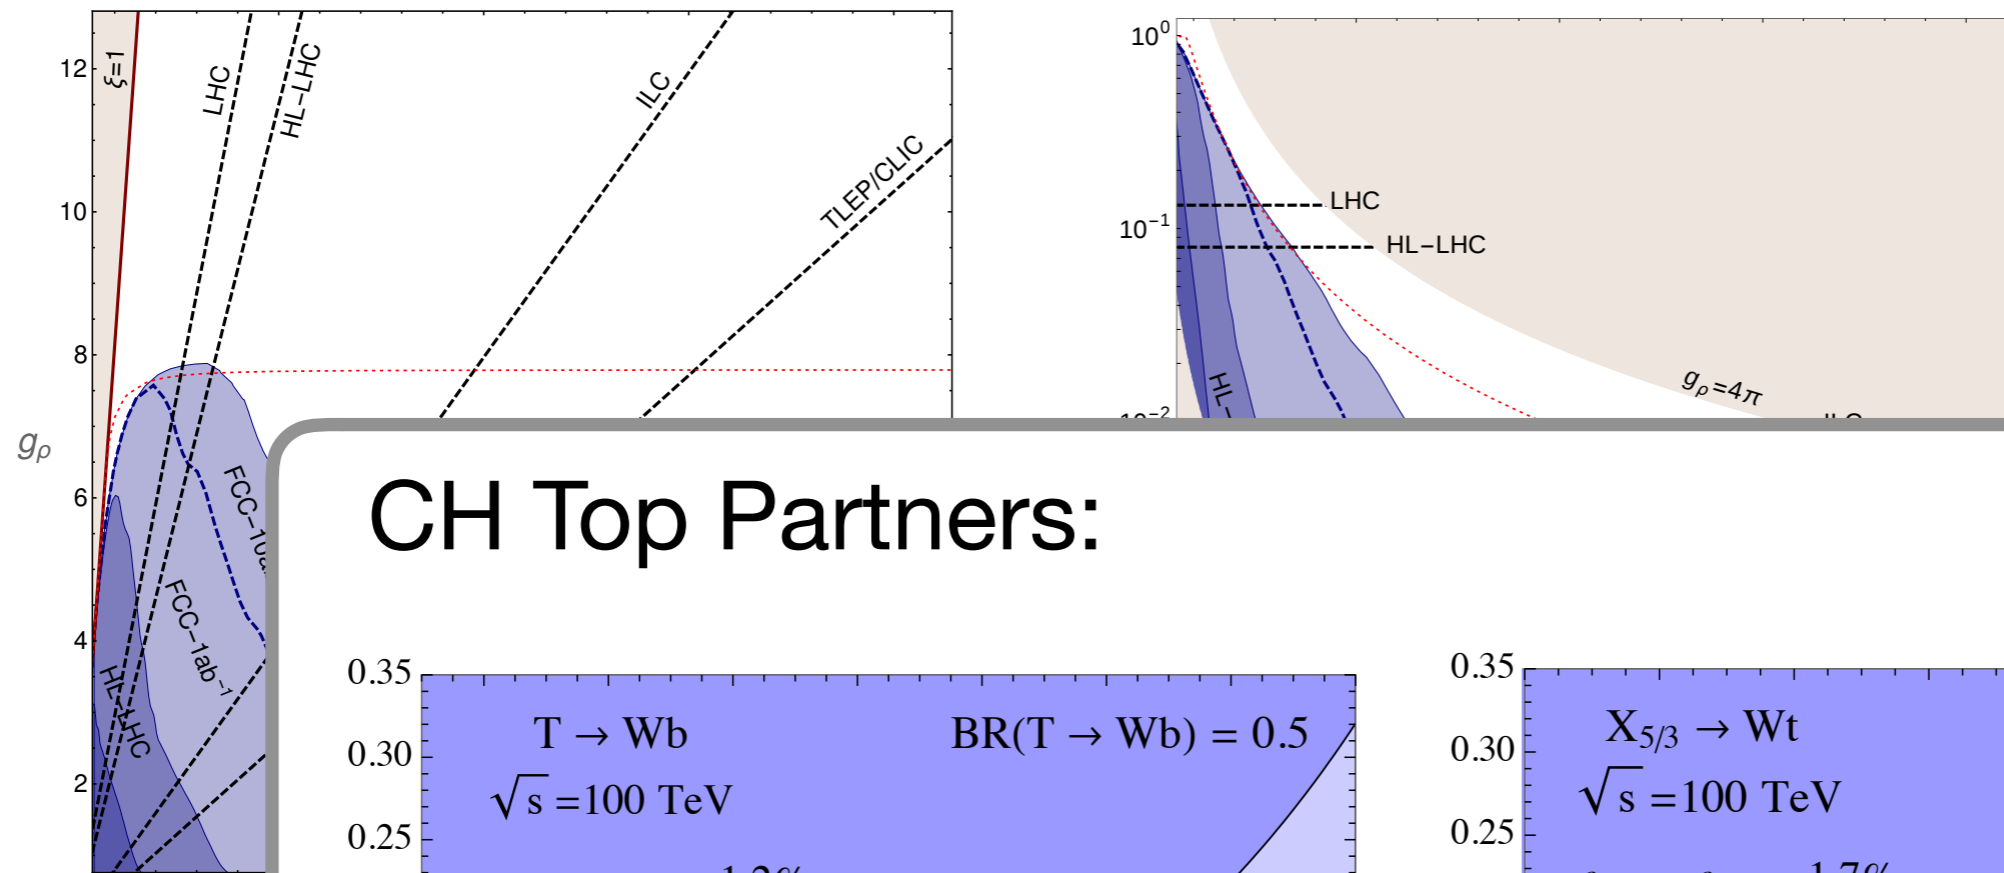 12
10
8
6
4
2
gρ
ξ=1
LHC
HL−LHC
ILC
TLEP/CLIC
FCC−1ab⁻¹
HL−LHC
10⁰
10⁻¹
LHC
HL−LHC
gρ=4π
CH Top Partners:
0.35
0.30
0.25
T → Wb
BR(T → Wb) = 0.5
√s =100 TeV
0.35
0.30
0.25
X5/3 → Wt
√s =100 TeV